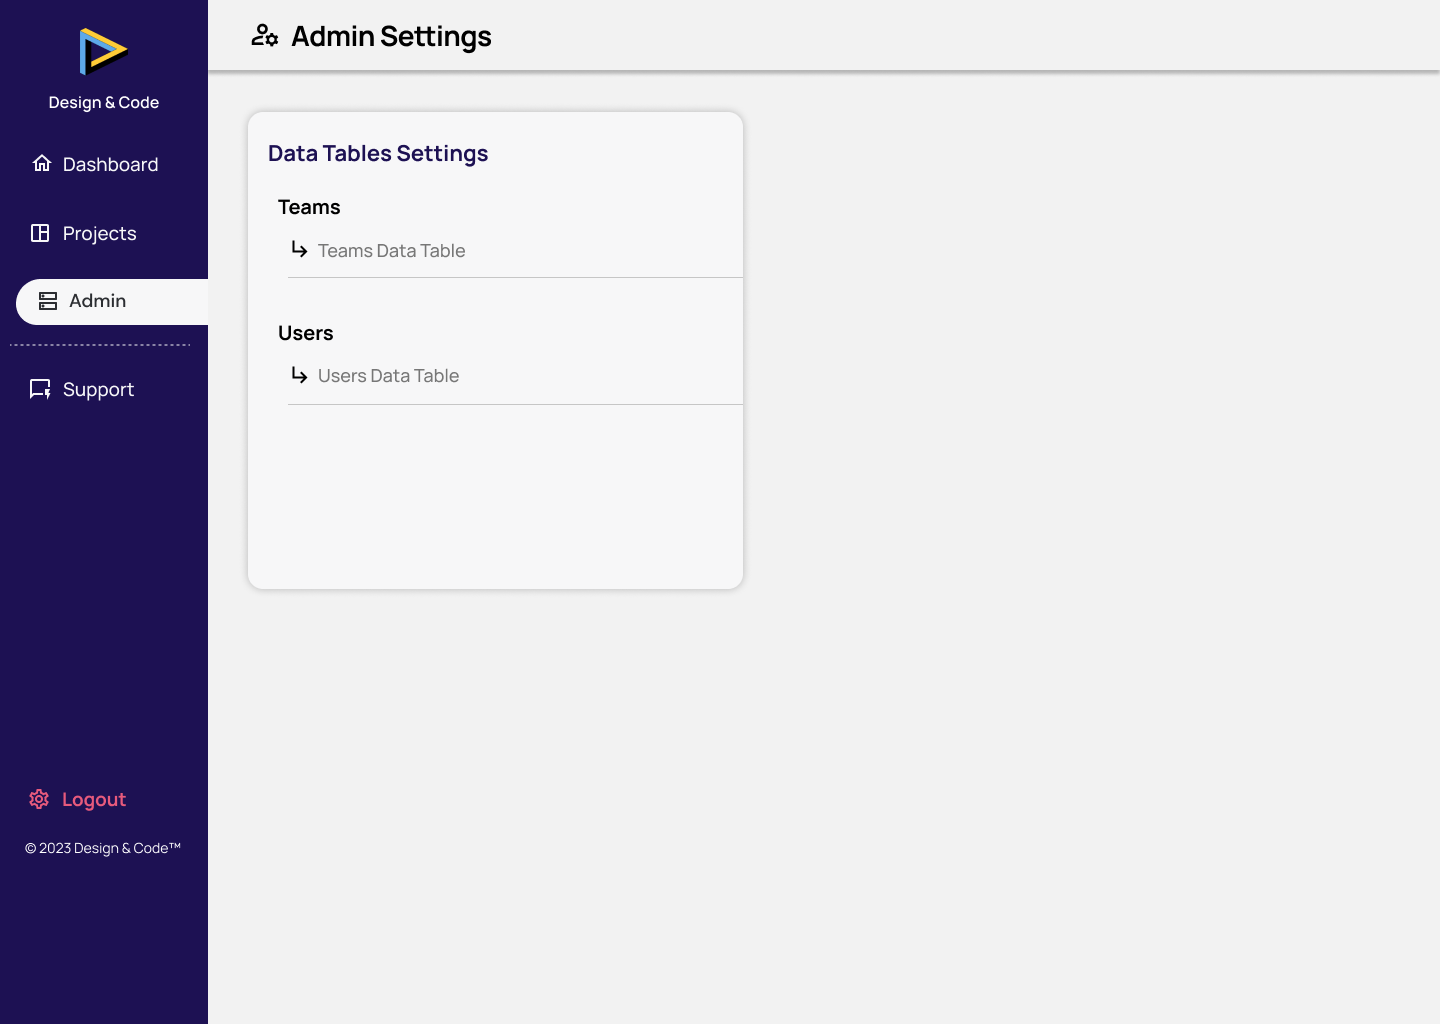 Design & Code
Dashboard
Projects
Admin
Support
Logout
© 2023 Design & Code™
Admin Settings
Data Tables Settings
Teams
Teams Data Table
Users
Users Data Table